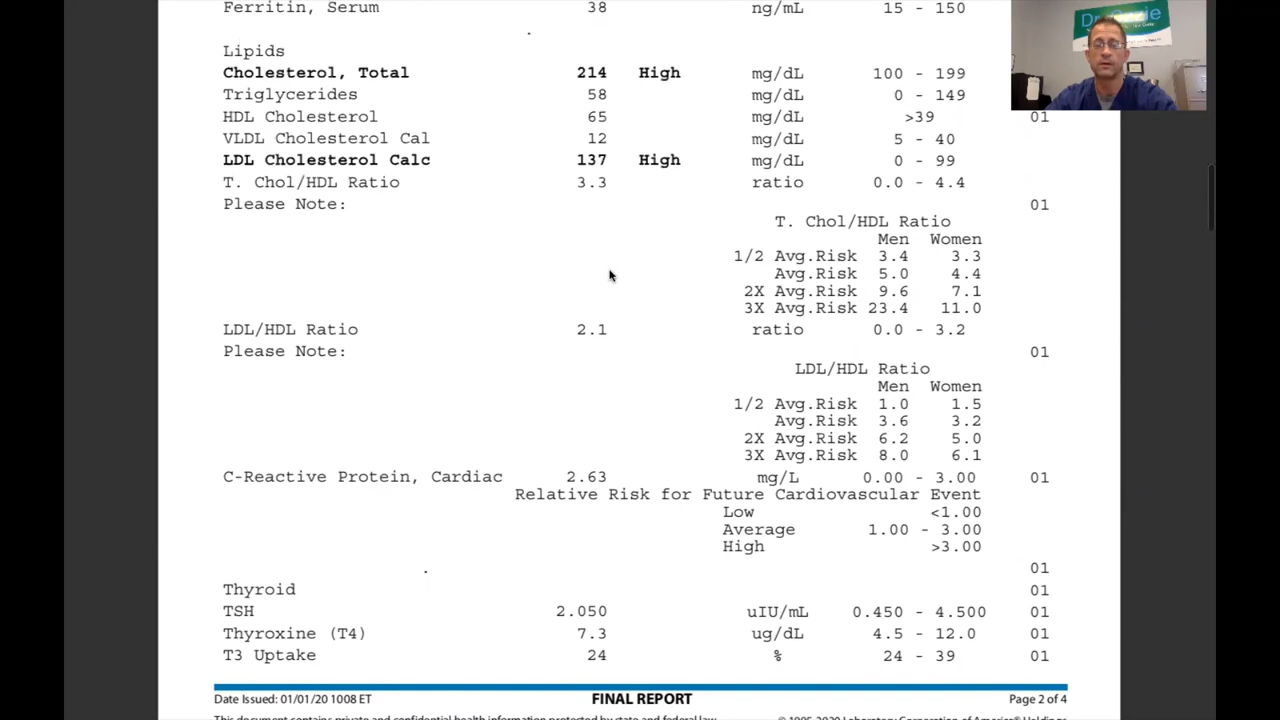 Ferritin, Serum 38 ng/mL 15 - 150
Lipids
Cholesterol, Total 214 High mg/dL 100 - 199
Triglycerides 58 mg/dL 0 - 149
HDL Cholesterol 65 mg/dL >39 01
VLDL Cholesterol Cal 12 mg/dL 5 - 40
LDL Cholesterol Calc 137 High mg/dL 0 - 99
T. Chol/HDL Ratio 3.3 ratio 0.0 - 4.4
Please Note: 01
T. Chol/HDL Ratio
Men Women
1/2 Avg.Risk 3.4 3.3
Avg.Risk 5.0 4.4
2X Avg.Risk 9.6 7.1
3X Avg.Risk 23.4 11.0
LDL/HDL Ratio 2.1 ratio 0.0 - 3.2
Please Note: 01
LDL/HDL Ratio
Men Women
1/2 Avg.Risk 1.0 1.5
Avg.Risk 3.6 3.2
2X Avg.Risk 6.2 5.0
3X Avg.Risk 8.0 6.1
C-Reactive Protein, Cardiac 2.63 mg/L 0.00 - 3.00 01
Relative Risk for Future Cardiovascular Event
Low <1.00
Average 1.00 - 3.00
High >3.00
01
Thyroid 01
TSH 2.050 uIU/mL 0.450 - 4.500 01
Thyroxine (T4) 7.3 ug/dL 4.5 - 12.0 01
T3 Uptake 24 % 24 - 39 01
Date Issued: 01/01/20 1008 ET FINAL REPORT Page 2 of 4